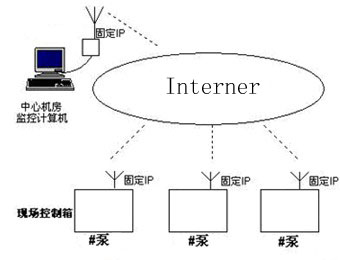 固定IP
Interner
中心机房
监控计算机
固定IP 固定IP 固定IP
现场控制箱
#泵 #泵 #泵